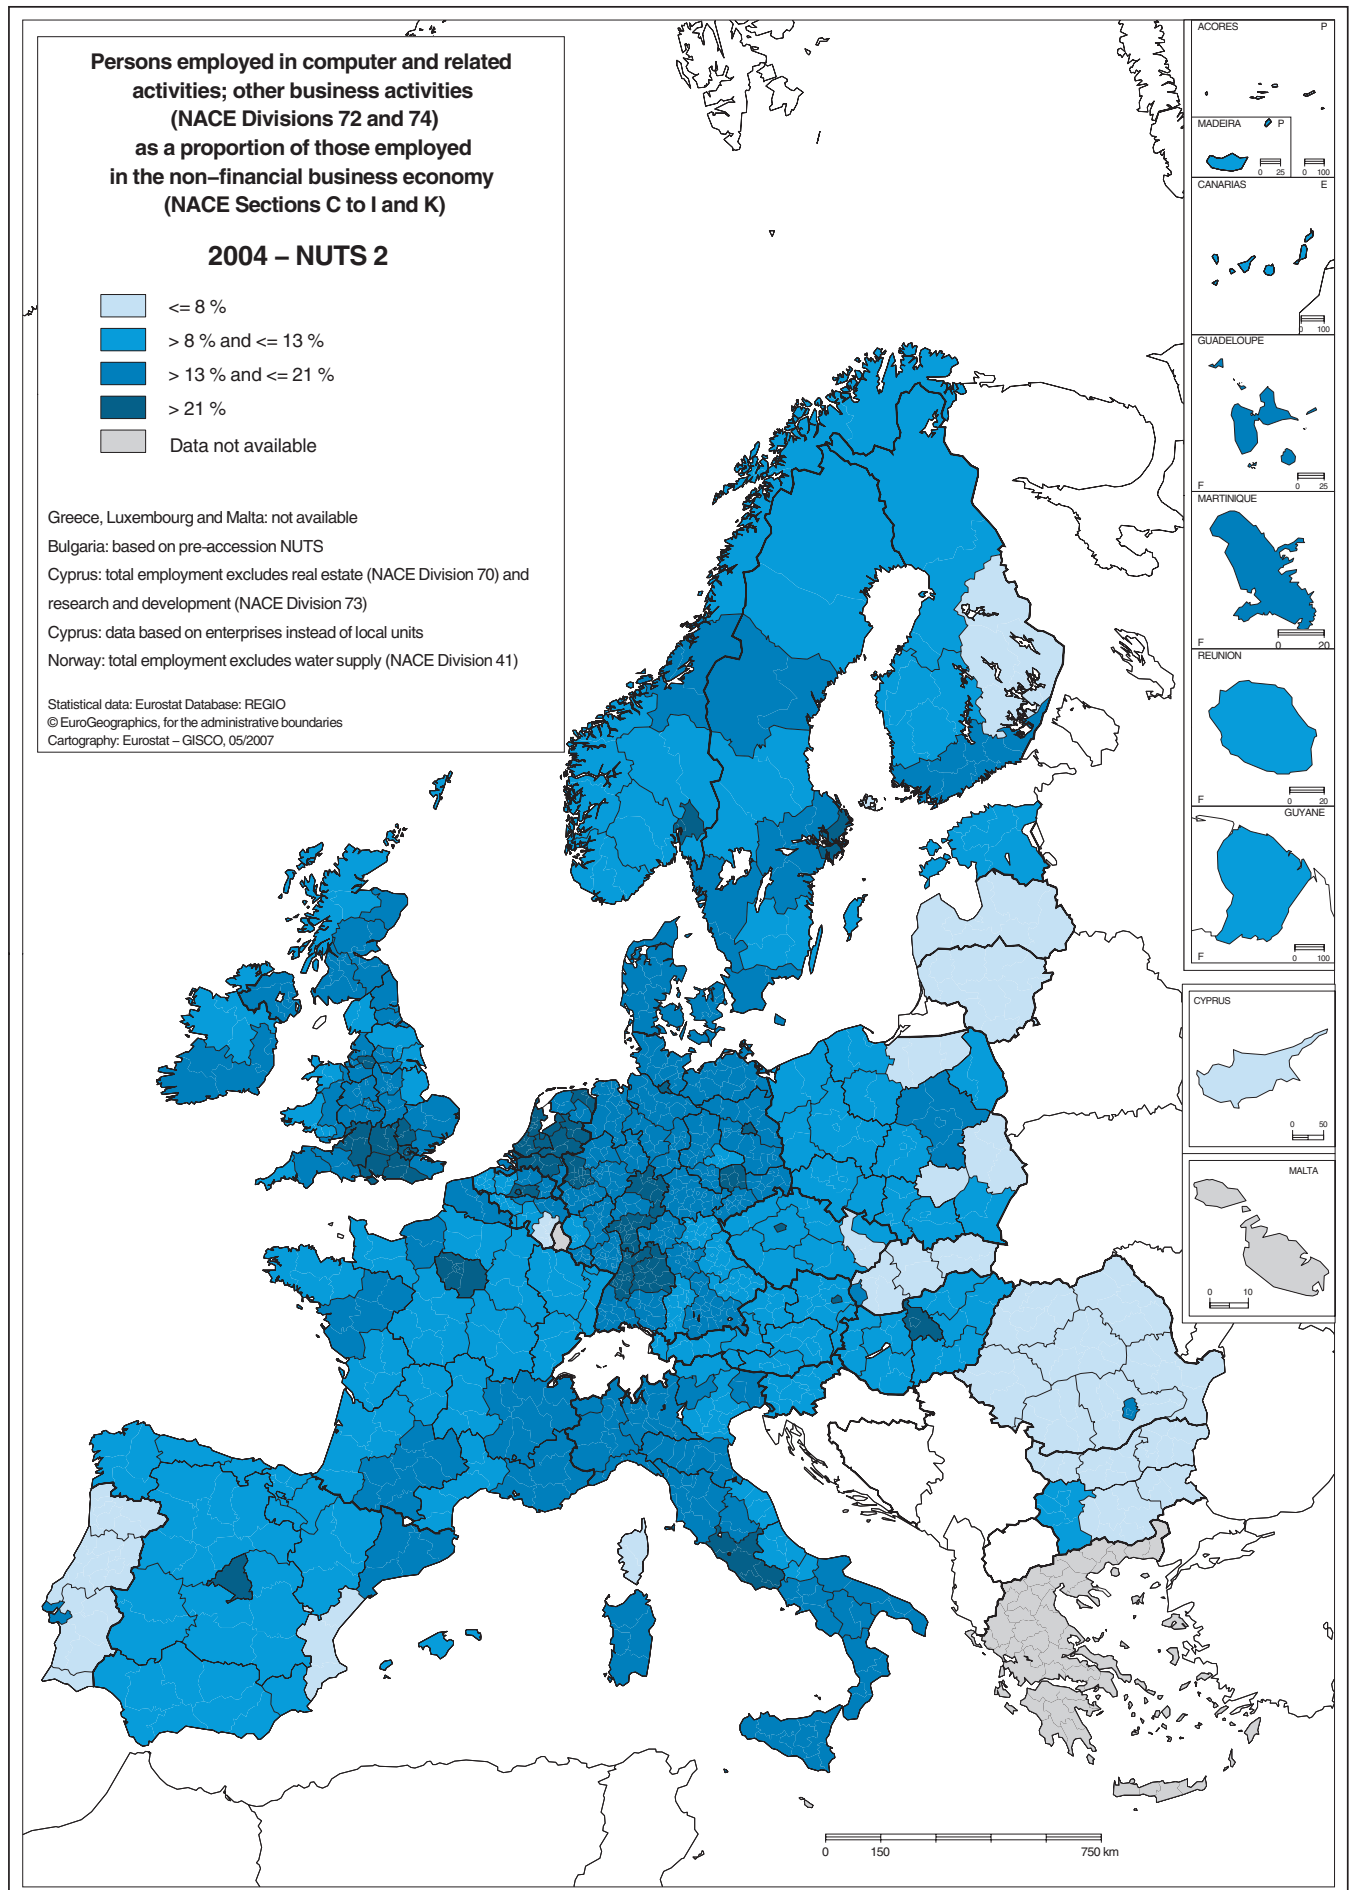 Persons employed in computer and related
activities; other business activities
(NACE Divisions 72 and 74)
as a proportion of those employed
in the non–financial business economy
(NACE Sections C to I and K)
2004 – NUTS 2
<= 8 %
> 8 % and <= 13 %
> 13 % and <= 21 %
> 21 %
Data not available
Greece, Luxembourg and Malta: not available
Bulgaria: based on pre-accession NUTS
Cyprus: total employment excludes real estate (NACE Division 70) and
research and development (NACE Division 73)
Cyprus: data based on enterprises instead of local units
Norway: total employment excludes water supply (NACE Division 41)
Statistical data: Eurostat Database: REGIO
© EuroGeographics, for the administrative boundaries
Cartography: Eurostat – GISCO, 05/2007
ACORES P
MADEIRA P
0 25 0 100
CANARIAS E
0 100
GUADELOUPE
F 0 25
MARTINIQUE
F 0 20
REUNION
F 0 20
GUYANE
F 0 100
CYPRUS
0 50
MALTA
0 10
0 150 750 km